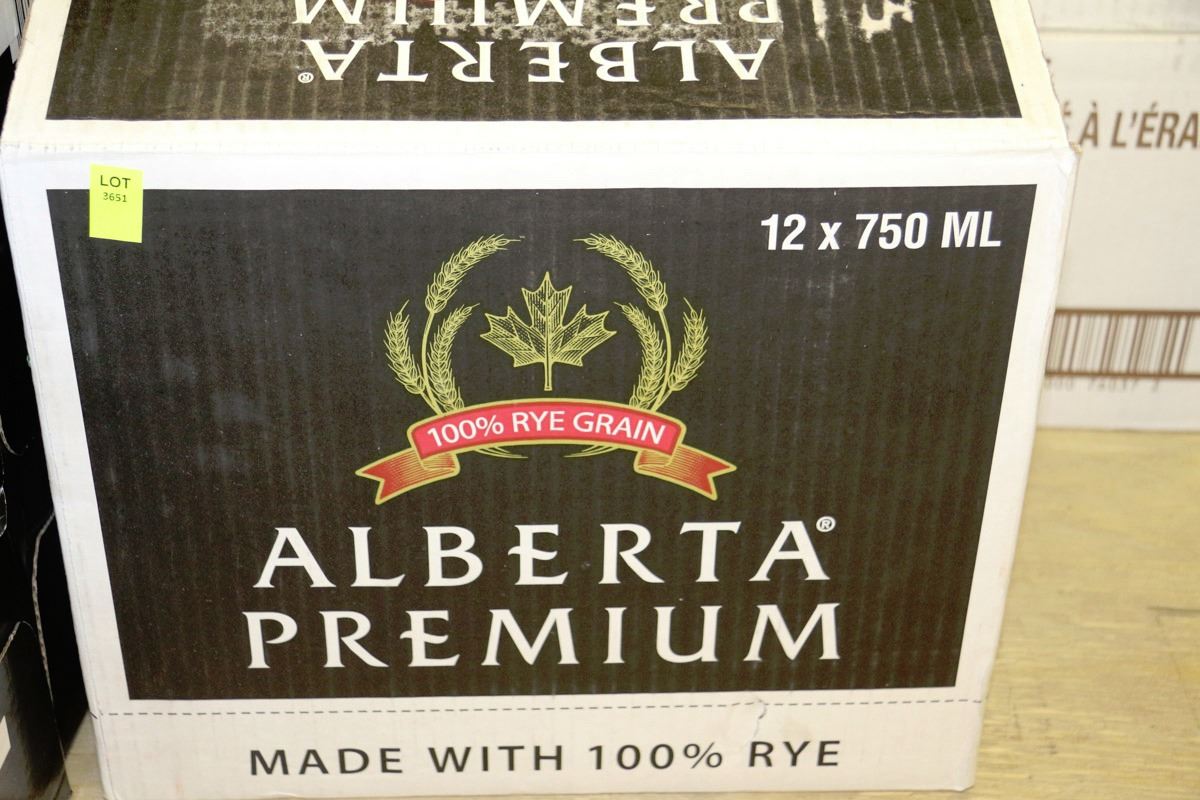 PREMIUM
ALBERTA®
LOT
3651
12 x 750 ML
100% RYE GRAIN
ALBERTA®
PREMIUM
MADE WITH 100% RYE
À L'ÉRA